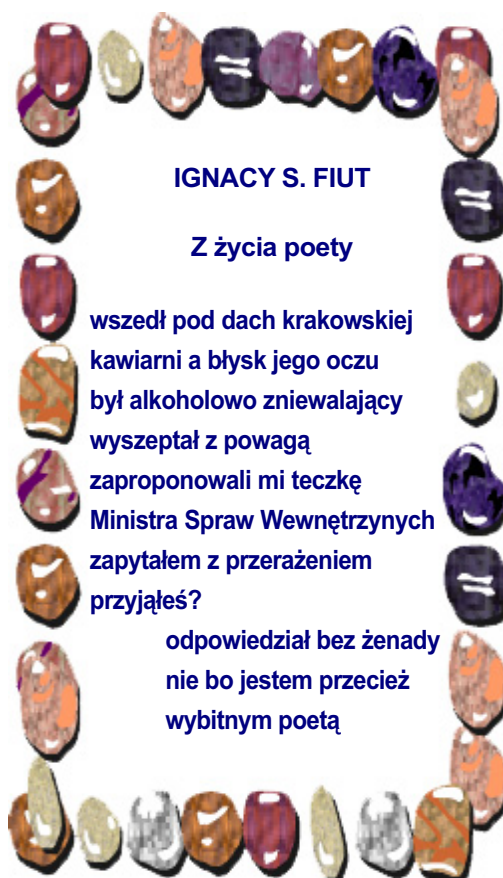 IGNACY S. FIUT
Z życia poety
wszedł pod dach krakowskiej
kawiarni a błysk jego oczu
był alkoholowo zniewalający
wyszeptał z powagą
zaproponowali mi teczkę
Ministra Spraw Wewnętrzynych
zapytałem z przerażeniem
przyjąłeś?
odpowiedział bez żenady
nie bo jestem przecież
wybitnym poetą